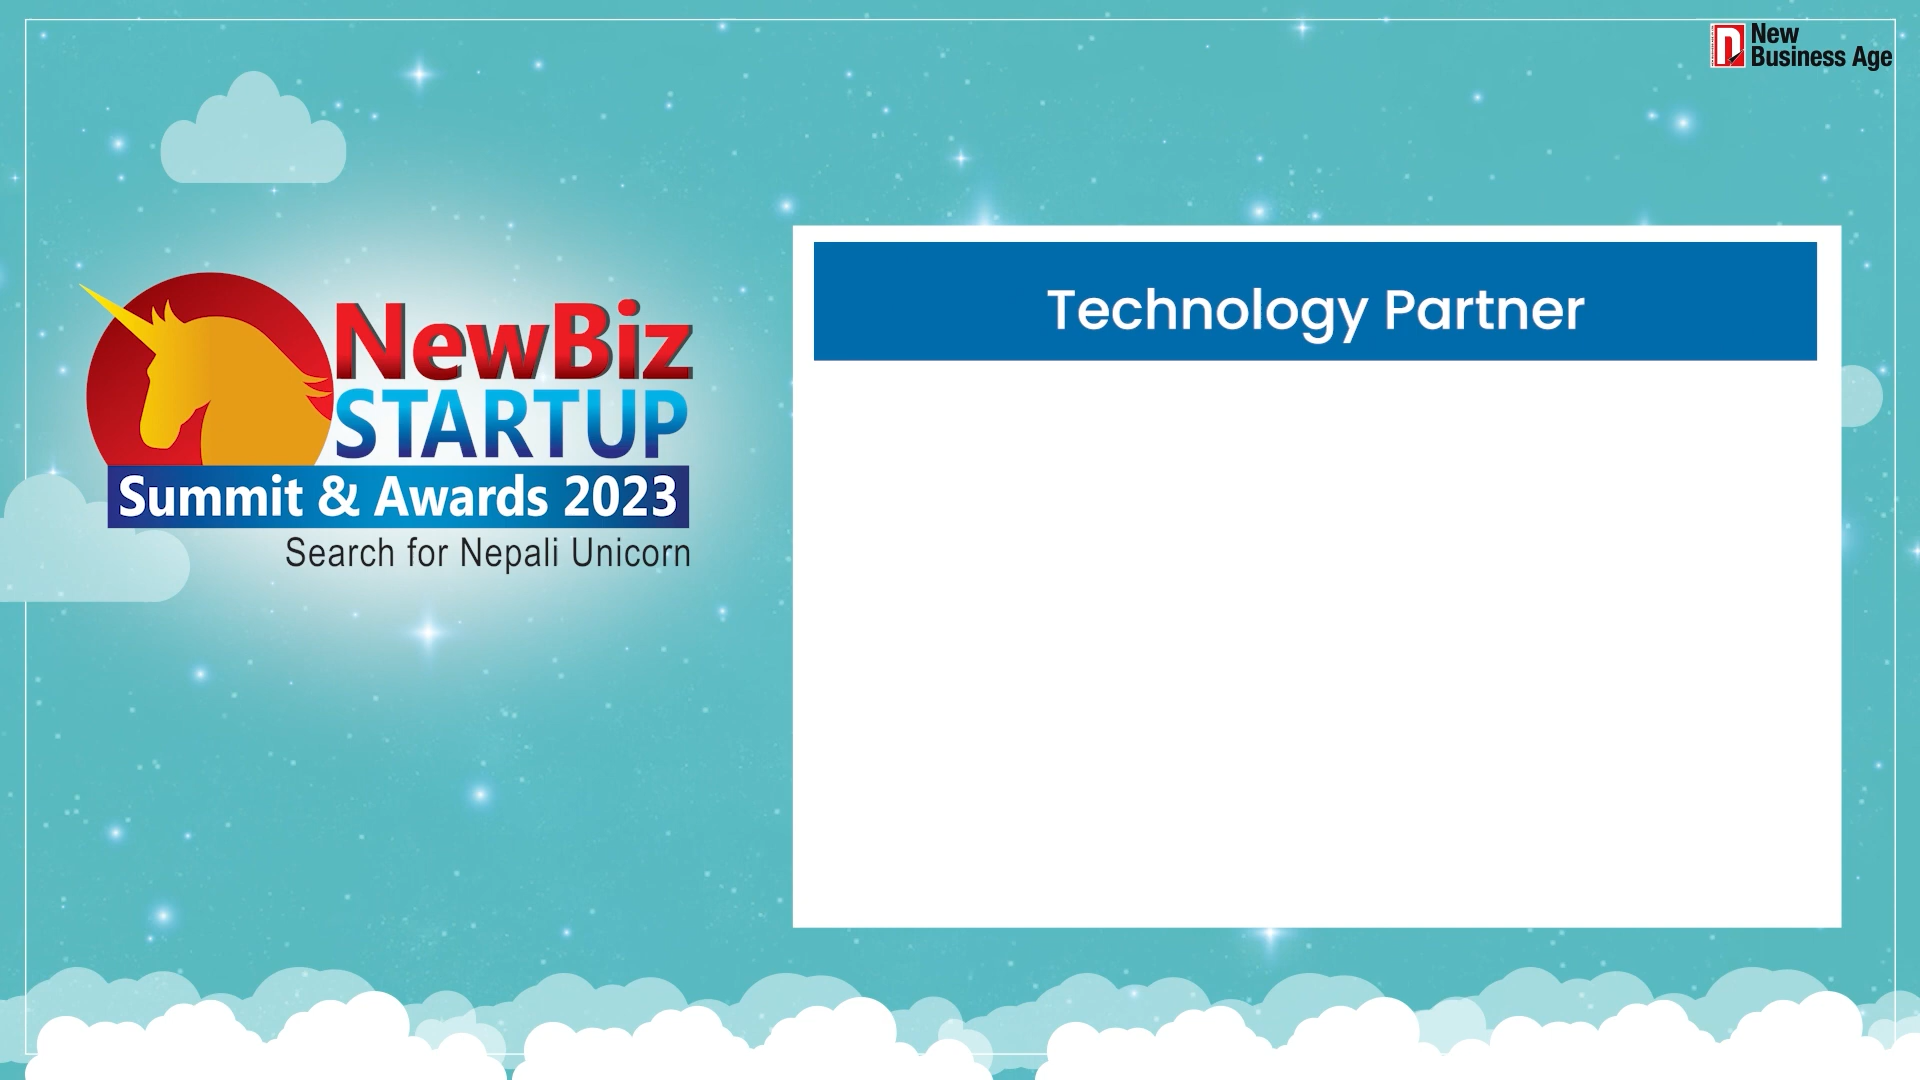 New
Business Age
NewBiz
STARTUP
Summit & Awards 2023
Search for Nepali Unicorn
Technology Partner